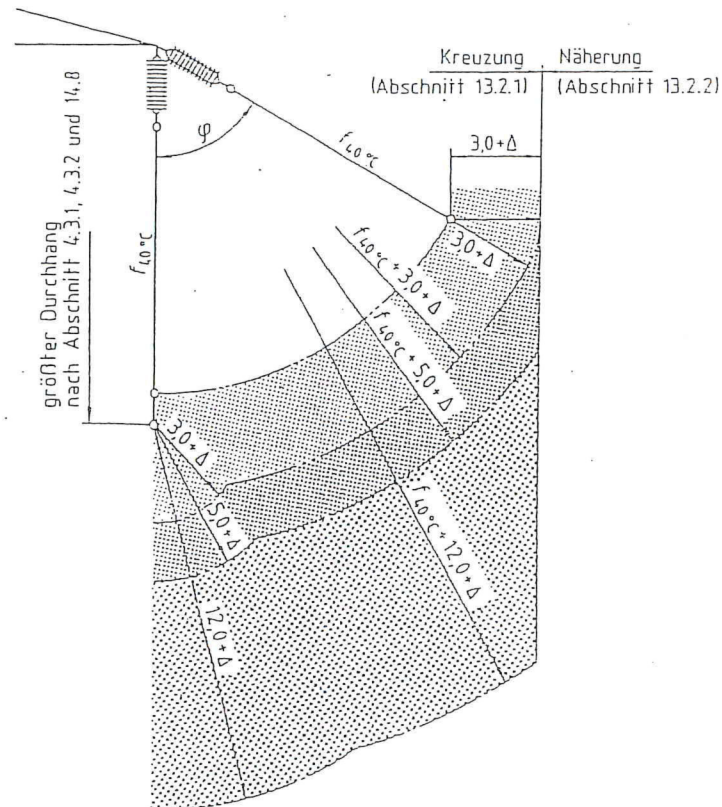 Kreuzung
Näherung
(Abschnitt 13.2.1)
(Abschnitt 13.2.2)
3,0+Δ
φ
f40°C
größter Durchhang
nach Abschnitt 4.3.1, 4.3.2 und 14.8
f40°C
3,0+Δ
f40°C + 3,0+Δ
f40°C + 5,0+Δ
3,0+Δ
5,0+Δ
f40°C + 12,0+Δ
12,0+Δ